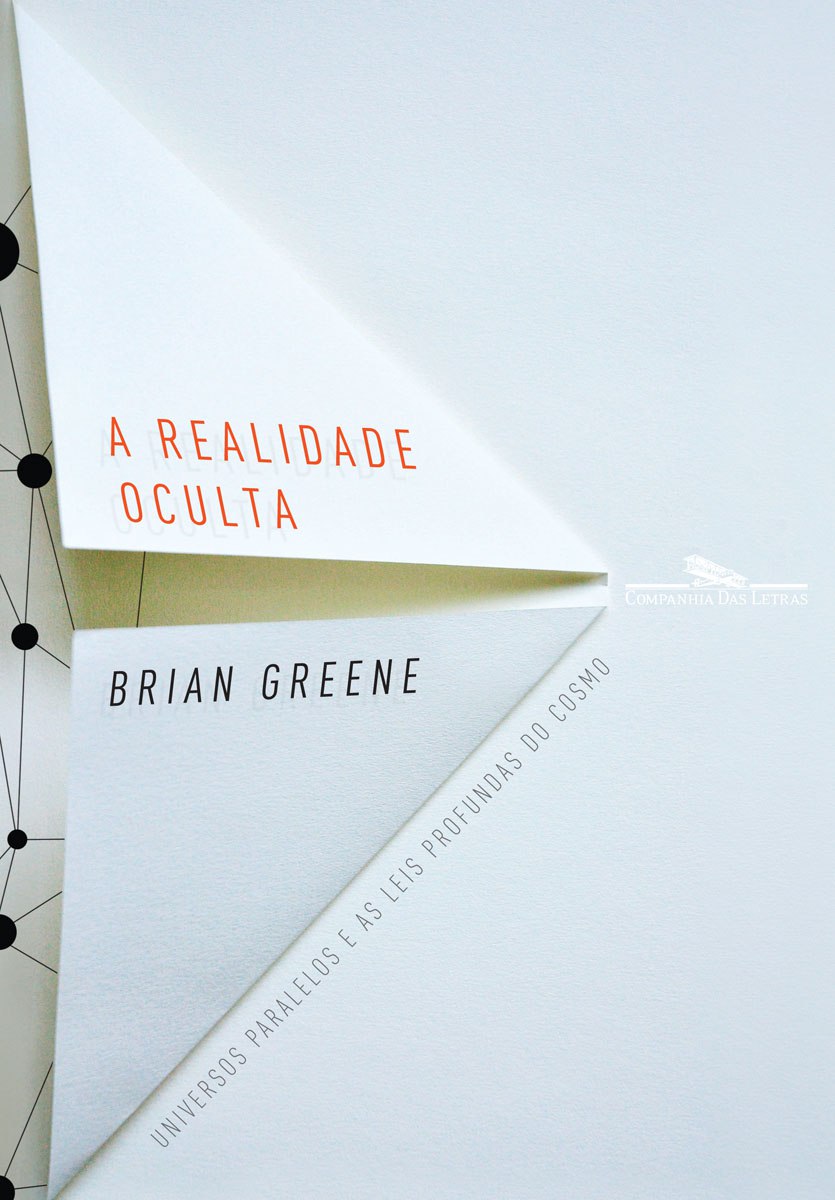 A REALIDADE
OCULTA
COMPANHIA DAS LETRAS
BRIAN GREENE
UNIVERSOS PARALELOS E AS LEIS PROFUNDAS DO COSMO